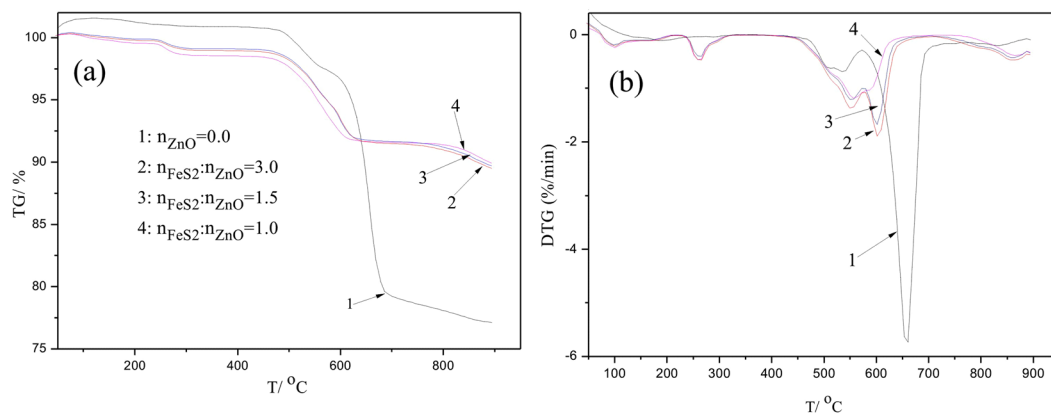 (a)
1: nZnO=0.0
2: nFeS2:nZnO=3.0
3: nFeS2:nZnO=1.5
4: nFeS2:nZnO=1.0
TG/ %
100
95
90
85
80
75
200 400 600 800
T/ °C
1
2
3
4
(b)
DTG (%/min)
0
-2
-4
-6
100 200 300 400 500 600 700 800 900
T/ °C
4
3
2
1